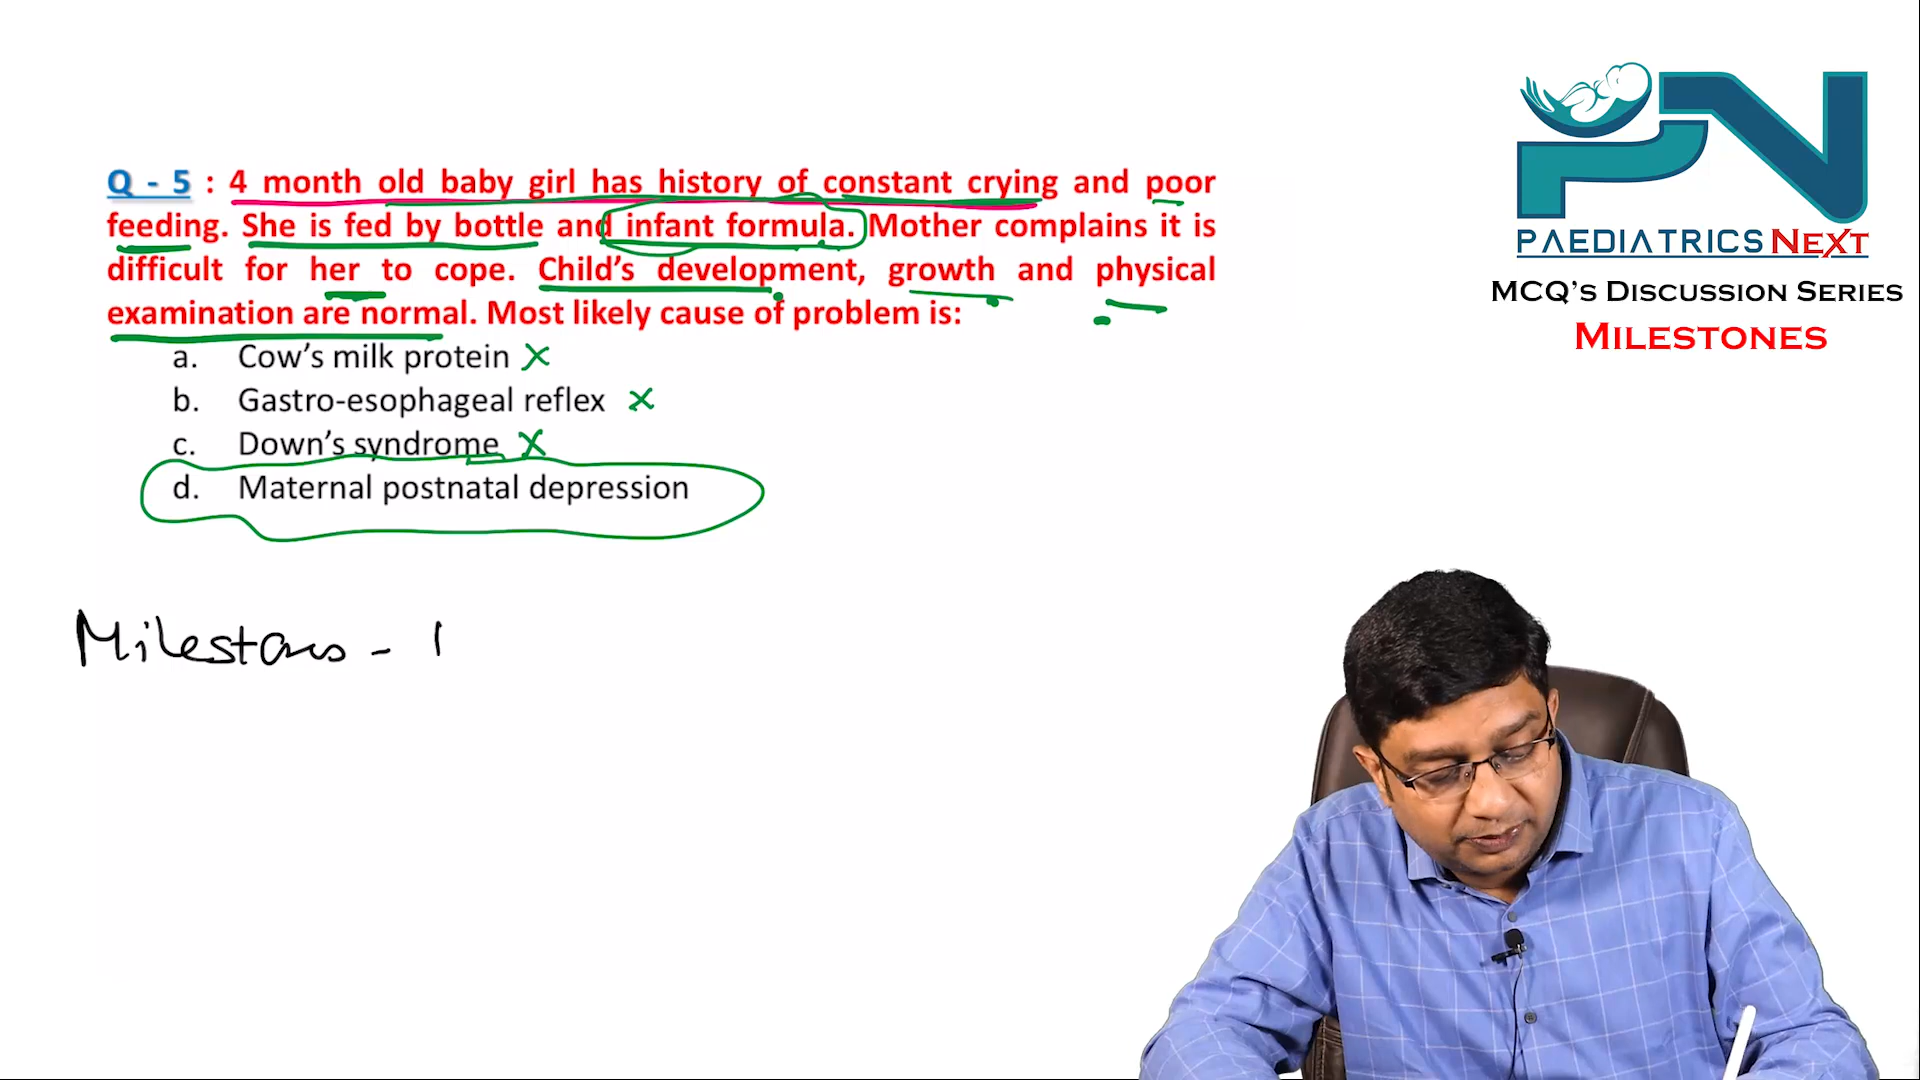 Q - 5 : 4 month old baby girl has history of constant crying and poor
feeding. She is fed by bottle and infant formula. Mother complains it is
difficult for her to cope. Child's development, growth and physical
examination are normal. Most likely cause of problem is:
a. Cow's milk protein X
b. Gastro-esophageal reflex X
c. Down's syndrome X
d. Maternal postnatal depression
Milestones - 1
PN
PAEDIATRICS NEXT
MCQ's DISCUSSION SERIES
MILESTONES